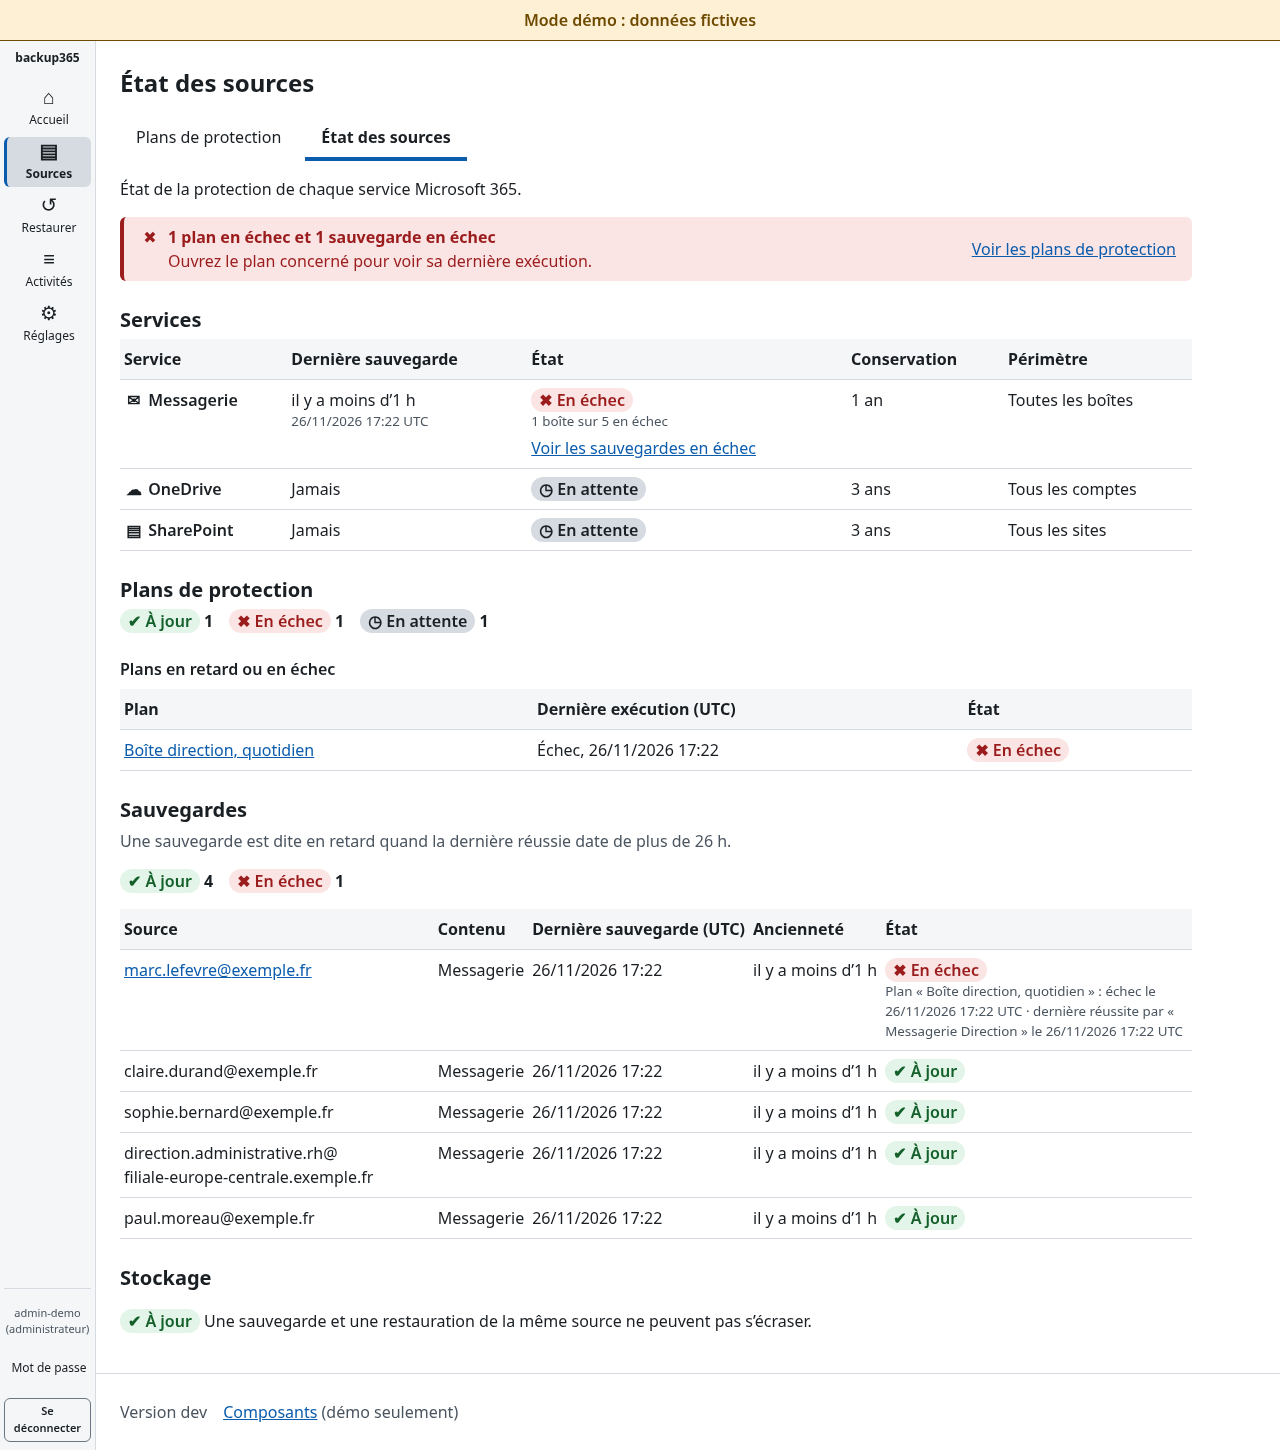 Mode démo : données fictives
backup365
Accueil
Sources
Restaurer
Activités
Réglages
admin-demo
(administrateur)
Mot de passe
Se
déconnecter
État des sources
Plans de protection
État des sources
État de la protection de chaque service Microsoft 365.
✖ 1 plan en échec et 1 sauvegarde en échec
Ouvrez le plan concerné pour voir sa dernière exécution.
Voir les plans de protection
Services
Service Dernière sauvegarde État Conservation Périmètre
✉ Messagerie il y a moins d’1 h ✖ En échec 1 an Toutes les boîtes
26/11/2026 17:22 UTC 1 boîte sur 5 en échec
Voir les sauvegardes en échec
☁ OneDrive Jamais ◷ En attente 3 ans Tous les comptes
▤ SharePoint Jamais ◷ En attente 3 ans Tous les sites
Plans de protection
✔ À jour 1 ✖ En échec 1 ◷ En attente 1
Plans en retard ou en échec
Plan Dernière exécution (UTC) État
Boîte direction, quotidien Échec, 26/11/2026 17:22 ✖ En échec
Sauvegardes
Une sauvegarde est dite en retard quand la dernière réussie date de plus de 26 h.
✔ À jour 4 ✖ En échec 1
Source Contenu Dernière sauvegarde (UTC) Ancienneté État
marc.lefevre@exemple.fr Messagerie 26/11/2026 17:22 il y a moins d’1 h ✖ En échec
Plan « Boîte direction, quotidien » : échec le
26/11/2026 17:22 UTC · dernière réussite par «
Messagerie Direction » le 26/11/2026 17:22 UTC
claire.durand@exemple.fr Messagerie 26/11/2026 17:22 il y a moins d’1 h ✔ À jour
sophie.bernard@exemple.fr Messagerie 26/11/2026 17:22 il y a moins d’1 h ✔ À jour
direction.administrative.rh@ Messagerie 26/11/2026 17:22 il y a moins d’1 h ✔ À jour
filiale-europe-centrale.exemple.fr
paul.moreau@exemple.fr Messagerie 26/11/2026 17:22 il y a moins d’1 h ✔ À jour
Stockage
✔ À jour Une sauvegarde et une restauration de la même source ne peuvent pas s’écraser.
Version dev Composants (démo seulement)